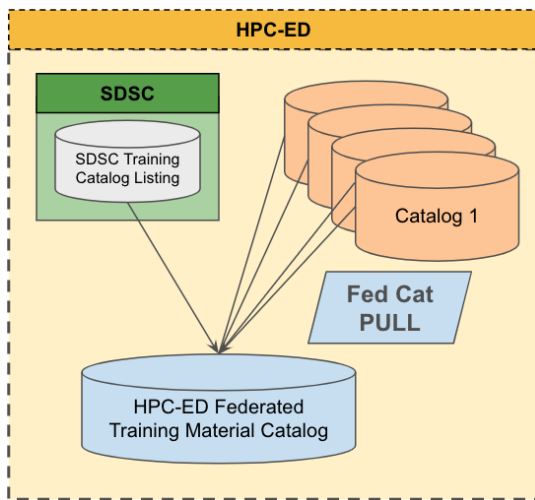 HPC-ED
SDSC
SDSC Training
Catalog Listing
Catalog 1
Fed Cat
PULL
HPC-ED Federated
Training Material Catalog